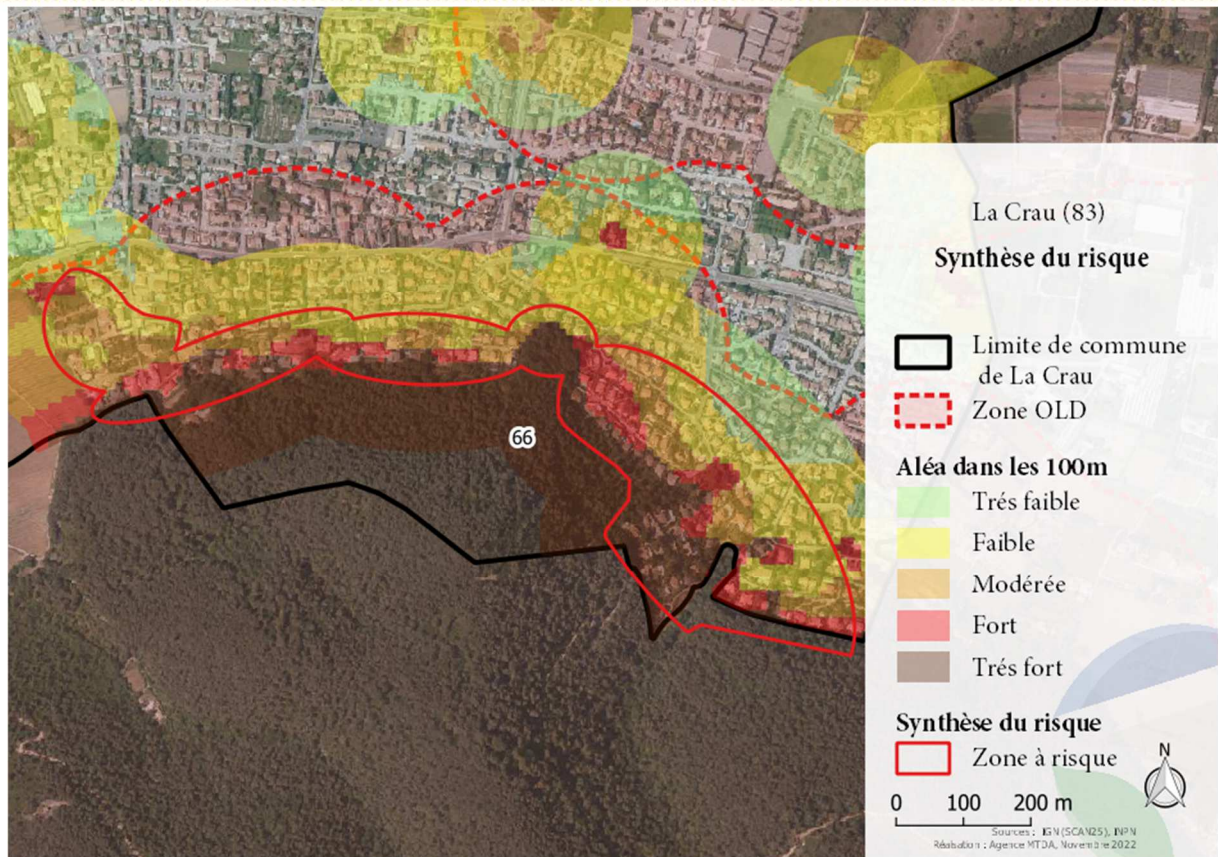 66
La Crau (83)
Synthèse du risque
Limite de commune
de La Crau
Zone OLD
Aléa dans les 100m
Trés faible
Faible
Modérée
Fort
Trés fort
Synthèse du risque
Zone à risque
N
0 100 200 m
Sources : IGN (SCAN25), INPN
Réalisation : Agence MTDA, Novembre 2022